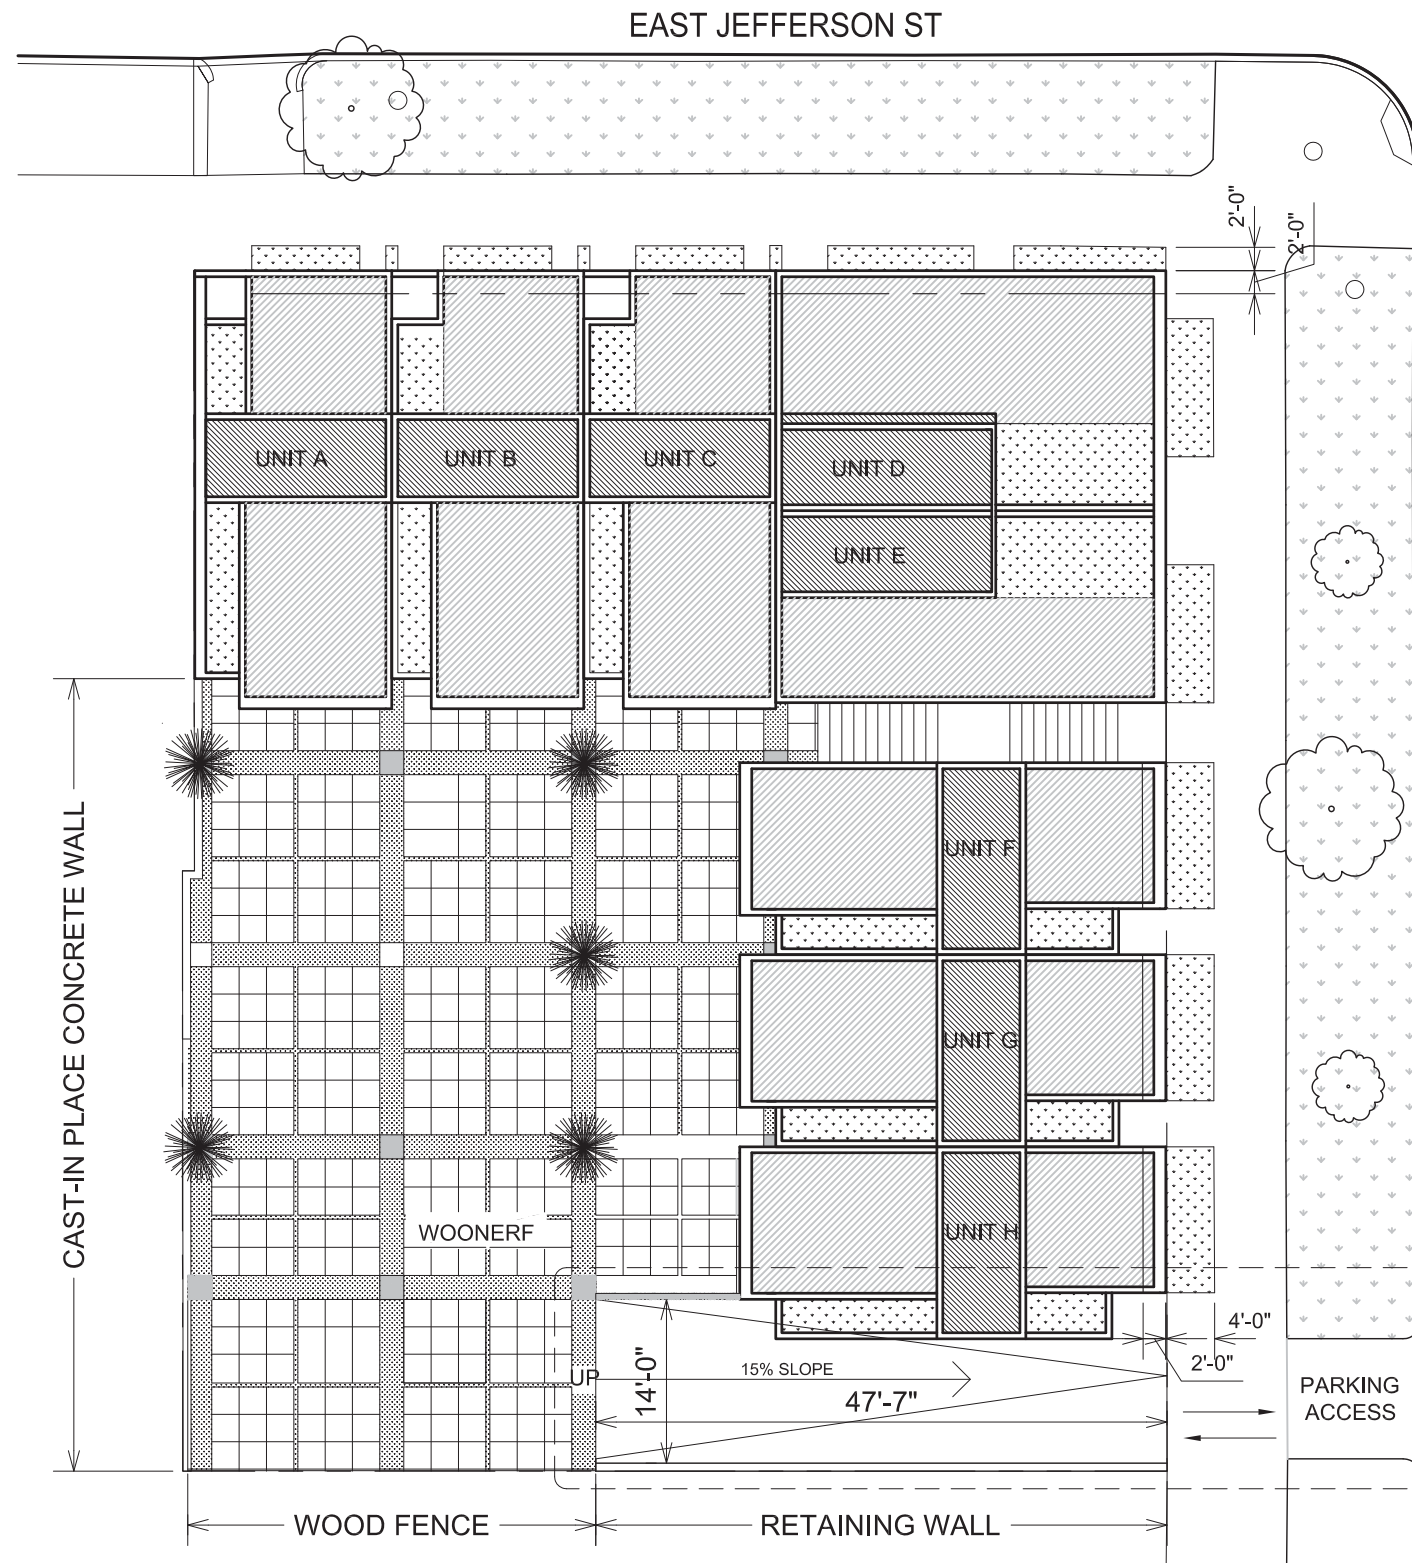 EAST JEFFERSON ST
2'-0"
2'-0"
UNIT A
UNIT B
UNIT C
UNIT D
UNIT E
UNIT F
UNIT G
UNIT H
CAST-IN PLACE CONCRETE WALL
WOONERF
UP
14'-0"
15% SLOPE
47'-7"
4'-0"
2'-0"
PARKING
ACCESS
WOOD FENCE
RETAINING WALL